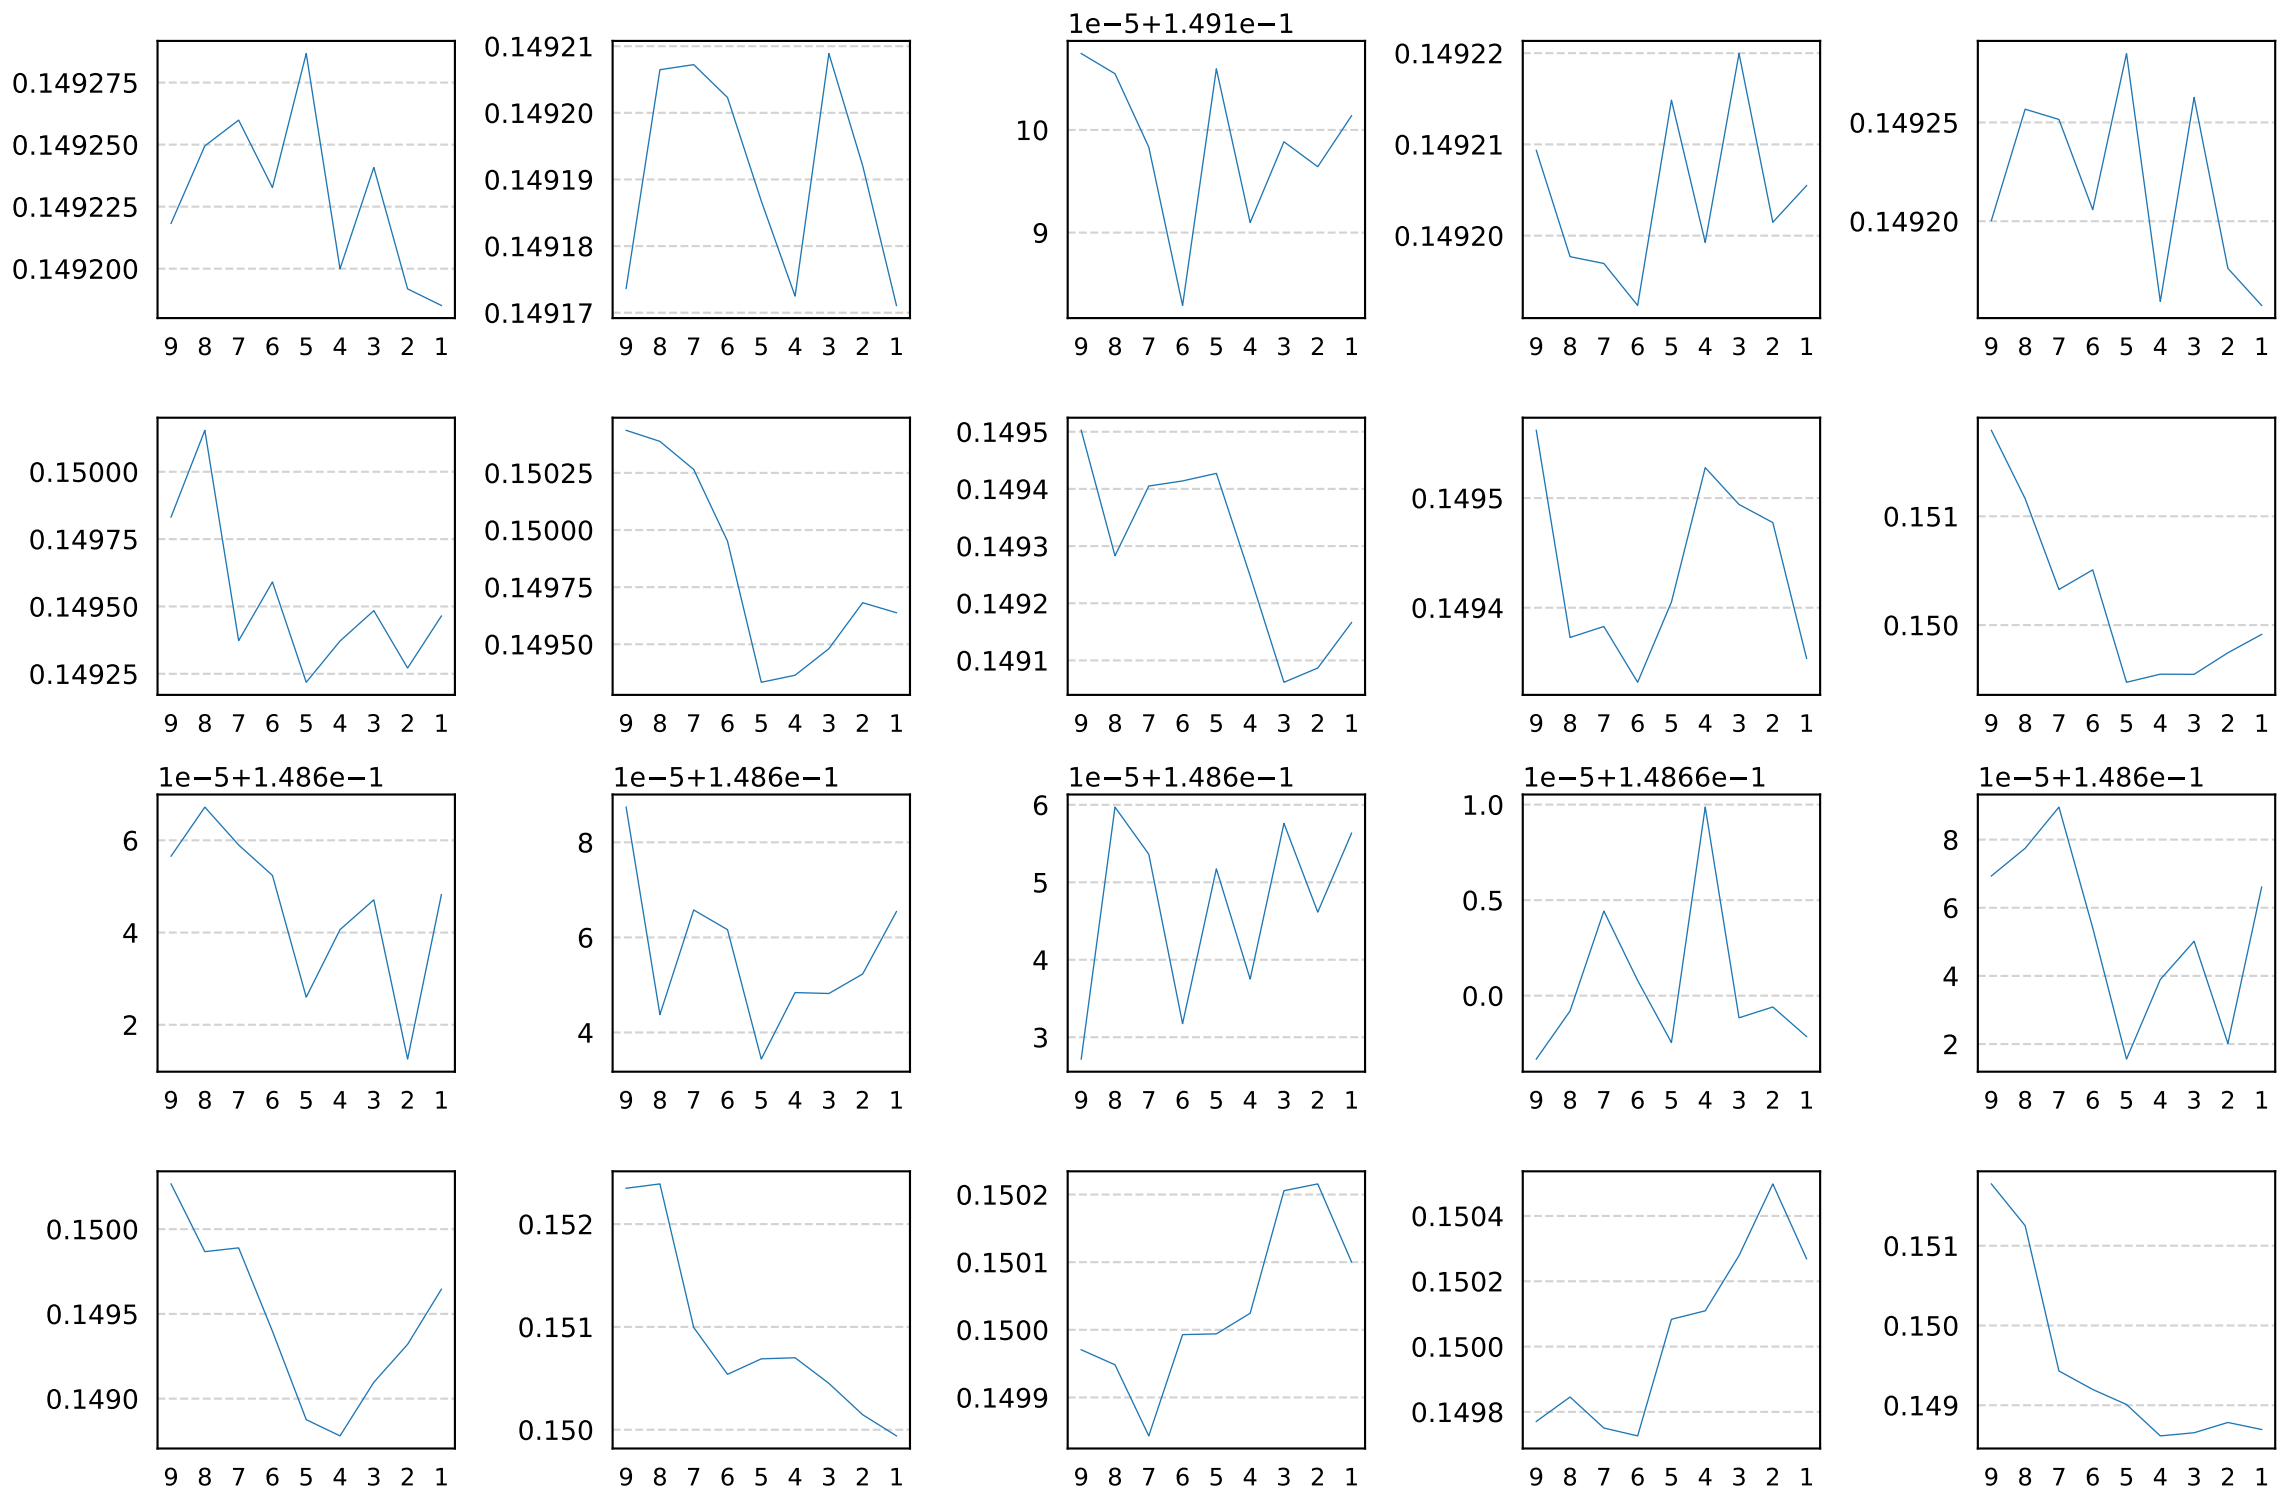 1e−5+1.491e−1
0.149275
0.149250
0.149225
0.149200
9 8 7 6 5 4 3 2 1
0.14921
0.14920
0.14919
0.14918
0.14917
9 8 7 6 5 4 3 2 1
10
9
9 8 7 6 5 4 3 2 1
0.14922
0.14921
0.14920
9 8 7 6 5 4 3 2 1
0.14925
0.14920
9 8 7 6 5 4 3 2 1
0.15000
0.14975
0.14950
0.14925
9 8 7 6 5 4 3 2 1
0.15025
0.15000
0.14975
0.14950
9 8 7 6 5 4 3 2 1
0.1495
0.1494
0.1493
0.1492
0.1491
9 8 7 6 5 4 3 2 1
0.1495
0.1494
9 8 7 6 5 4 3 2 1
0.151
0.150
9 8 7 6 5 4 3 2 1
1e−5+1.486e−1
6
4
2
9 8 7 6 5 4 3 2 1
1e−5+1.486e−1
8
6
4
9 8 7 6 5 4 3 2 1
1e−5+1.486e−1
6
5
4
3
9 8 7 6 5 4 3 2 1
1e−5+1.4866e−1
1.0
0.5
0.0
9 8 7 6 5 4 3 2 1
1e−5+1.486e−1
8
6
4
2
9 8 7 6 5 4 3 2 1
0.1500
0.1495
0.1490
9 8 7 6 5 4 3 2 1
0.152
0.151
0.150
9 8 7 6 5 4 3 2 1
0.1502
0.1501
0.1500
0.1499
9 8 7 6 5 4 3 2 1
0.1504
0.1502
0.1500
0.1498
9 8 7 6 5 4 3 2 1
0.151
0.150
0.149
9 8 7 6 5 4 3 2 1